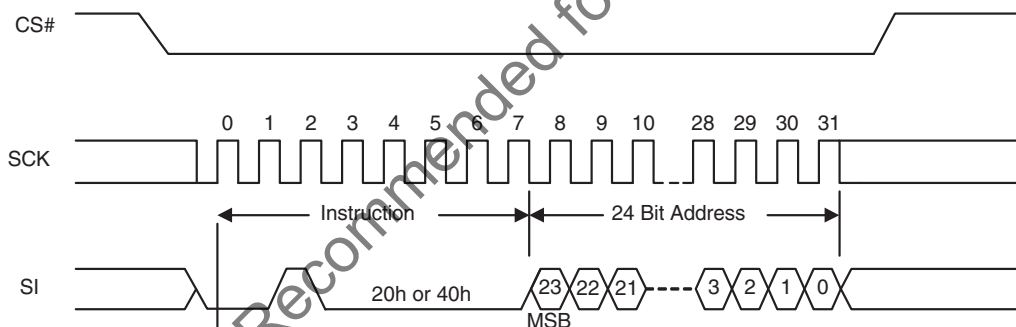 CS#
0 1 2 3 4 5 6 7 8 9 10 28 29 30 31
SCK
Instruction 24 Bit Address
SI
20h or 40h
23 22 21 3 2 1 0
MSB
Recommended fo